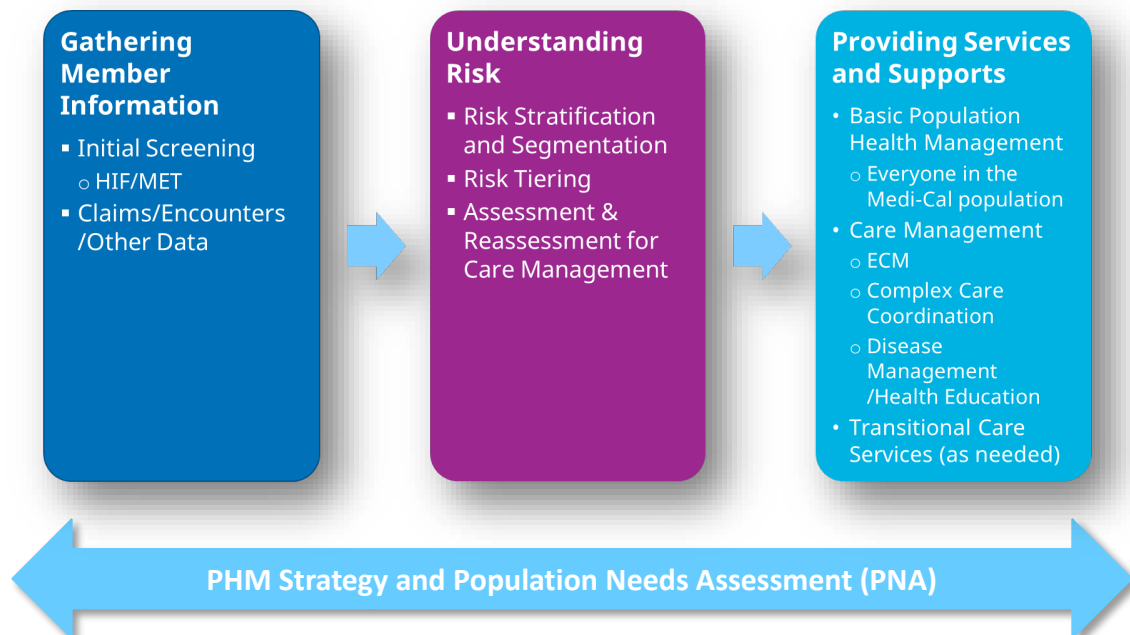 Gathering
Member
Information
▪ Initial Screening
○ HIF/MET
▪ Claims/Encounters
/Other Data
Understanding
Risk
▪ Risk Stratification
and Segmentation
▪ Risk Tiering
▪ Assessment &
Reassessment for
Care Management
Providing Services
and Supports
• Basic Population
Health Management
○ Everyone in the
Medi-Cal population
• Care Management
○ ECM
○ Complex Care
Coordination
○ Disease
Management
/Health Education
• Transitional Care
Services (as needed)
PHM Strategy and Population Needs Assessment (PNA)